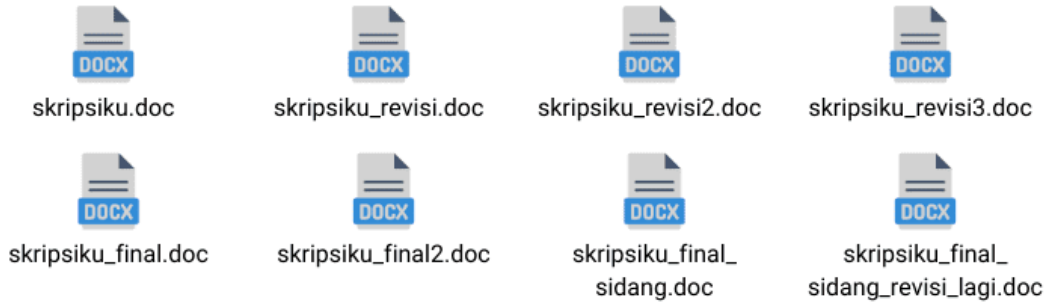 DOCX DOCX DOCX DOCX
skripsiku.doc skripsiku_revisi.doc skripsiku_revisi2.doc skripsiku_revisi3.doc
DOCX DOCX DOCX DOCX
skripsiku_final.doc skripsiku_final2.doc skripsiku_final_ skripsiku_final_
sidang.doc sidang_revisi_lagi.doc